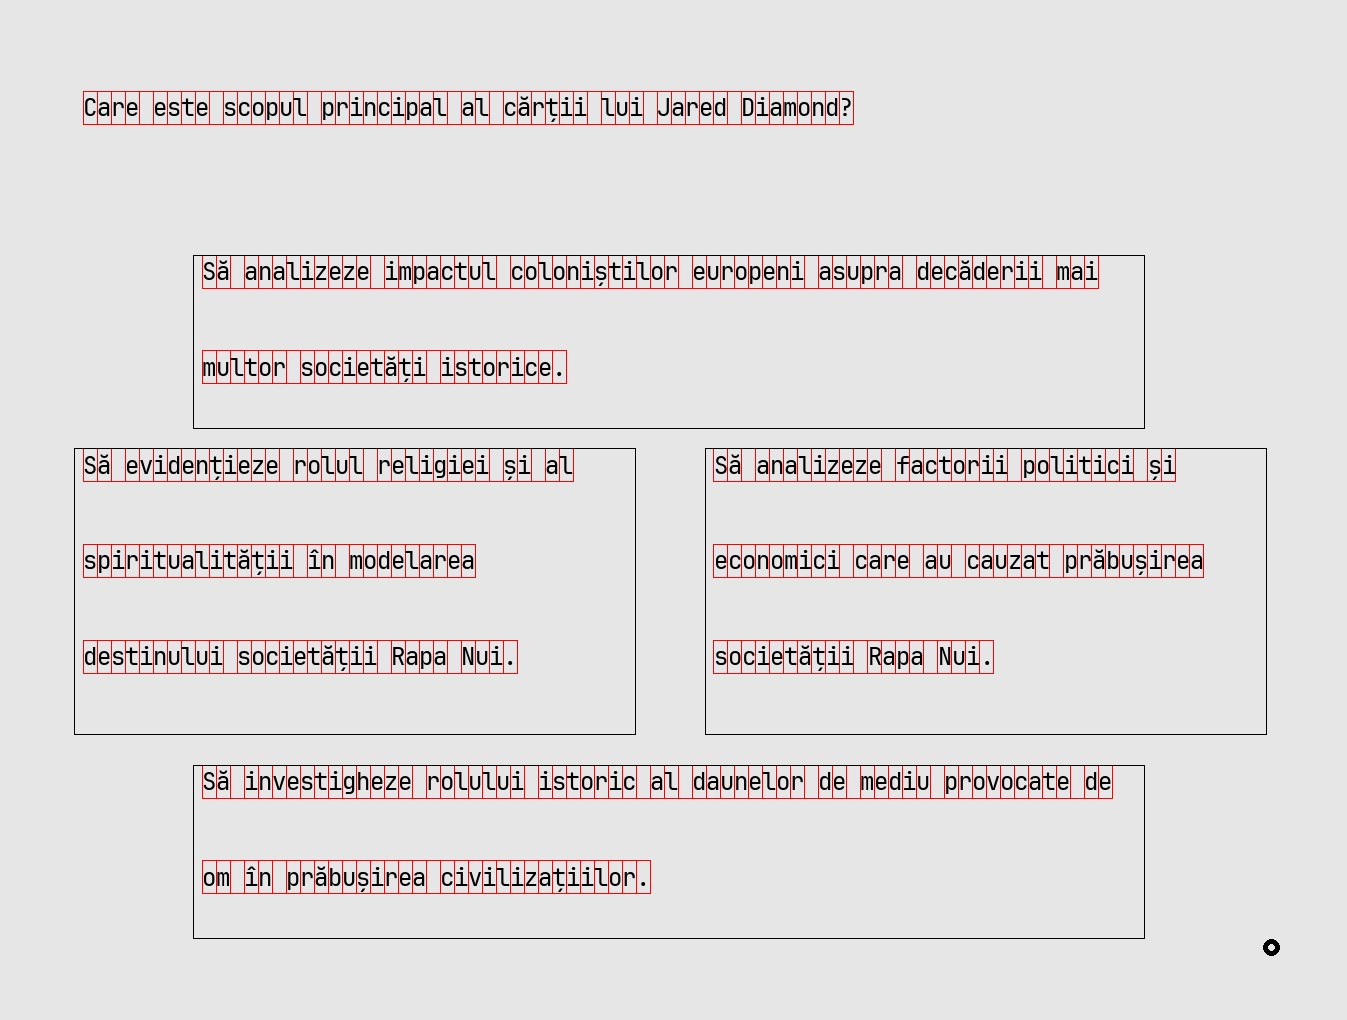 Care este scopul principal al cărții lui Jared Diamond?
Să analizeze impactul coloniștilor europeni asupra decăderii mai
multor societăți istorice.
Să evidențieze rolul religiei și al
spiritualității în modelarea
destinului societății Rapa Nui.
Să analizeze factorii politici și
economici care au cauzat prăbușirea
societății Rapa Nui.
Să investigheze rolului istoric al daunelor de mediu provocate de
om în prăbușirea civilizațiilor.